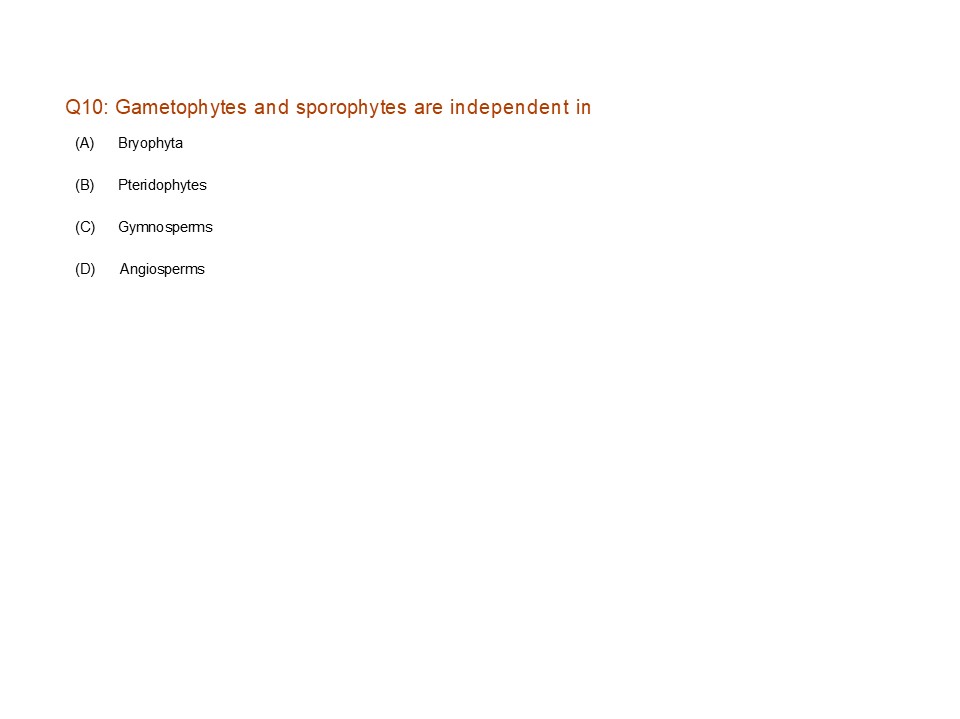 Q10: Gametophytes and sporophytes are independent in
(A) Bryophyta
(B) Pteridophytes
(C) Gymnosperms
(D) Angiosperms